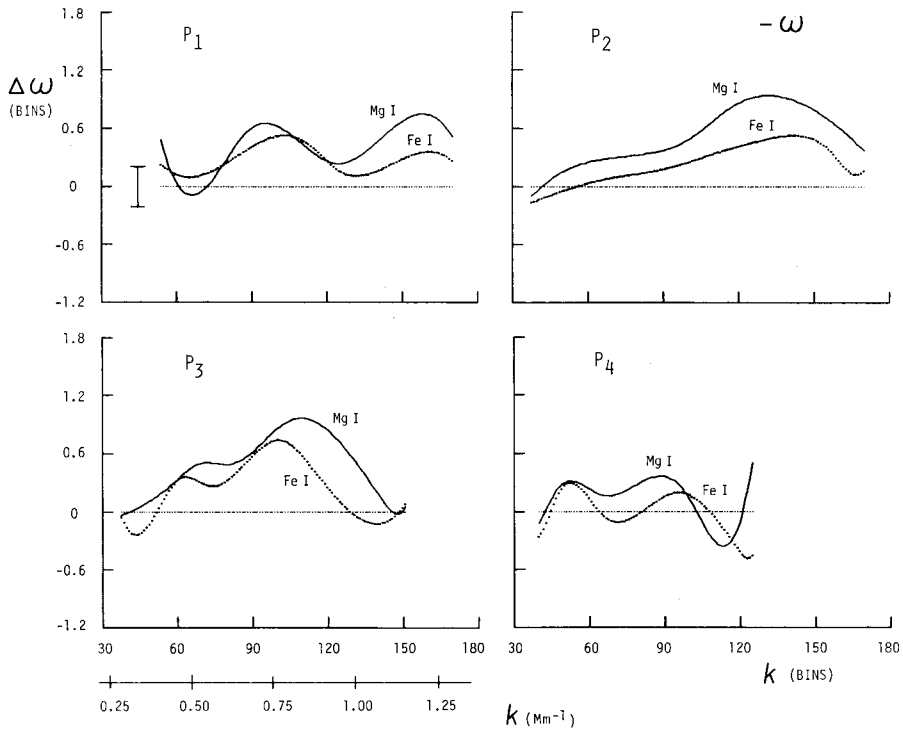 1.8
1.2
0.6
0
-0.6
-1.2
Δω
(BINS)
P1
Mg I
Fe I
P2
-ω
Mg I
Fe I
1.8
1.2
0.6
0
-0.6
-1.2
P3
Mg I
Fe I
P4
Mg I
Fe I
30 60 90 120 150 180
30 60 90 120 150 180
k (BINS)
0.25 0.50 0.75 1.00 1.25
k (Mm⁻¹)